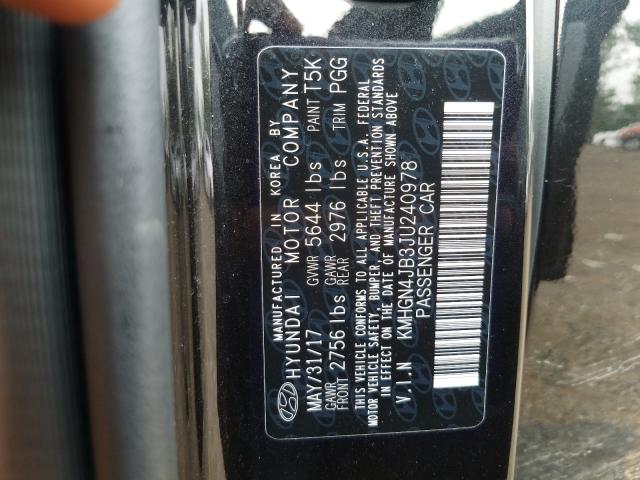 MANUFACTURED IN KOREA BY
HYUNDAI MOTOR COMPANY
MAY/31/17 GVWR 5644 lbs PAINT T5K
GAWR FRONT 2756 lbs GAWR REAR 2976 lbs TRIM PGG
THIS VEHICLE CONFORMS TO ALL APPLICABLE U.S.A. FEDERAL
MOTOR VEHICLE SAFETY, BUMPER, AND THEFT PREVENTION STANDARDS
IN EFFECT ON THE DATE OF MANUFACTURE SHOWN ABOVE
V.I.N KMHGN4JB3JU240978
PASSENGER CAR